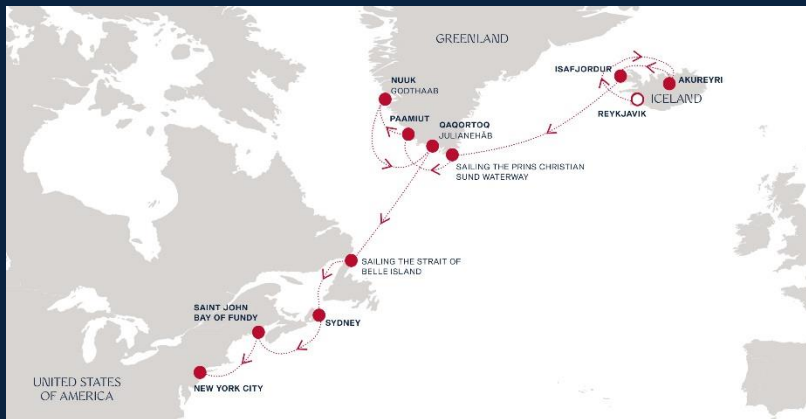 GREENLAND
ISAFJORDUR
AKUREYRI
ICELAND
REYKJAVIK
NUUK
GODTHAAB
PAAMIUT
QAQORTOQ
JULIANEHÅB
SAILING THE PRINS CHRISTIAN
SUND WATERWAY
SAILING THE STRAIT OF
BELLE ISLAND
SAINT JOHN
BAY OF FUNDY
SYDNEY
NEW YORK CITY
UNITED STATES
OF AMERICA